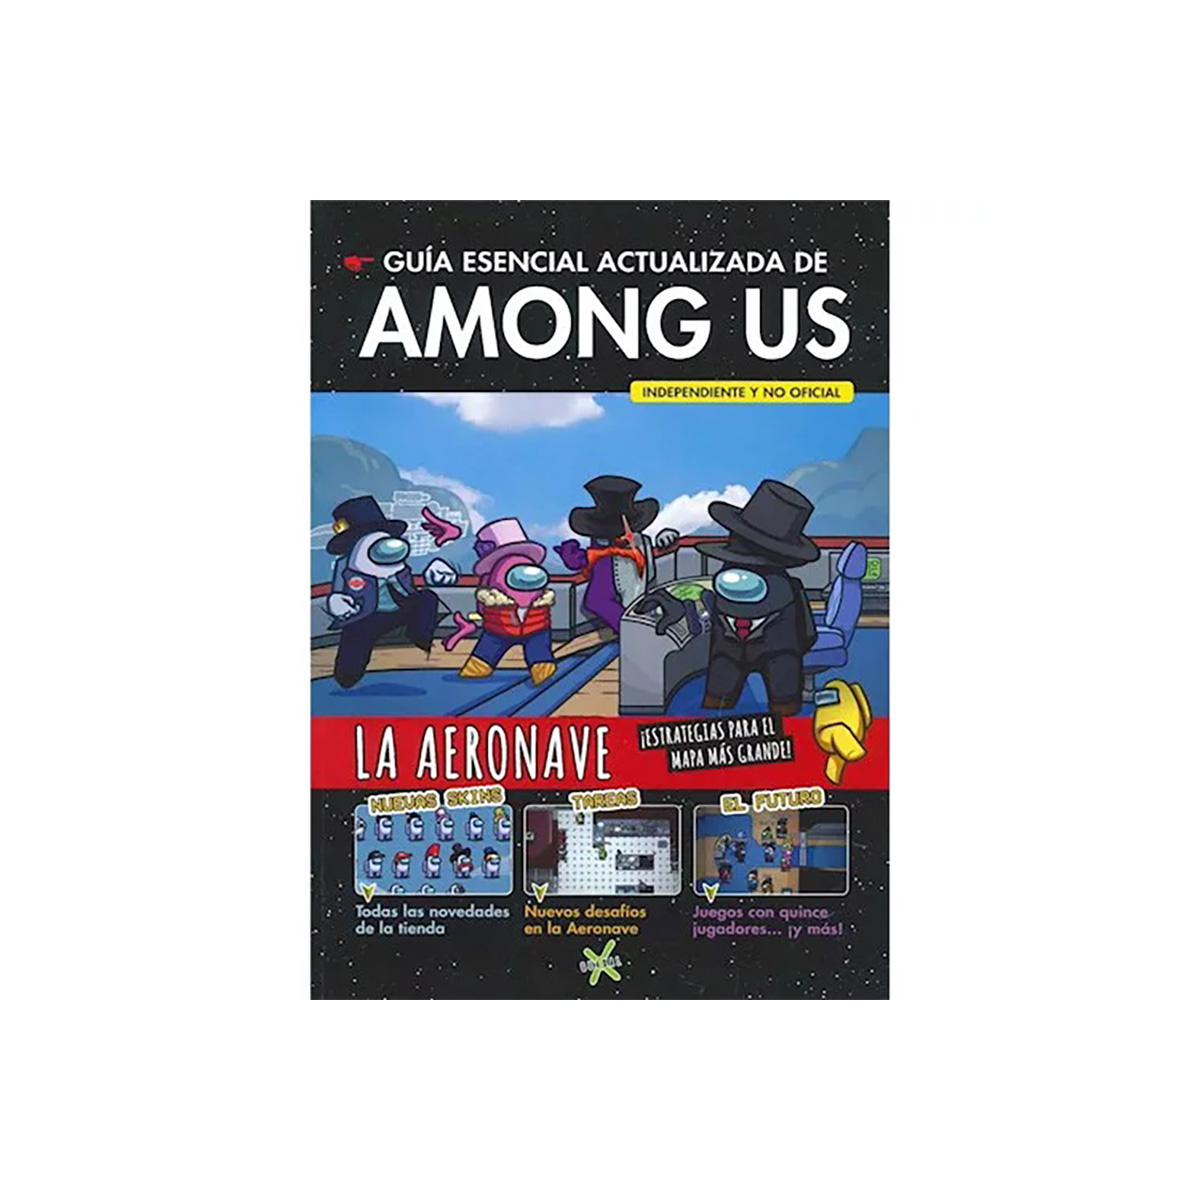 GUÍA ESENCIAL ACTUALIZADA DE
AMONG US
INDEPENDIENTE Y NO OFICIAL
LA AERONAVE
¡ESTRATEGIAS PARA EL
MAPA MÁS GRANDE!
NUEVAS SKINS
TAREAS
EL FUTURO
Todas las novedades
de la tienda
Nuevos desafíos
en la Aeronave
Juegos con quince
jugadores... ¡y más!